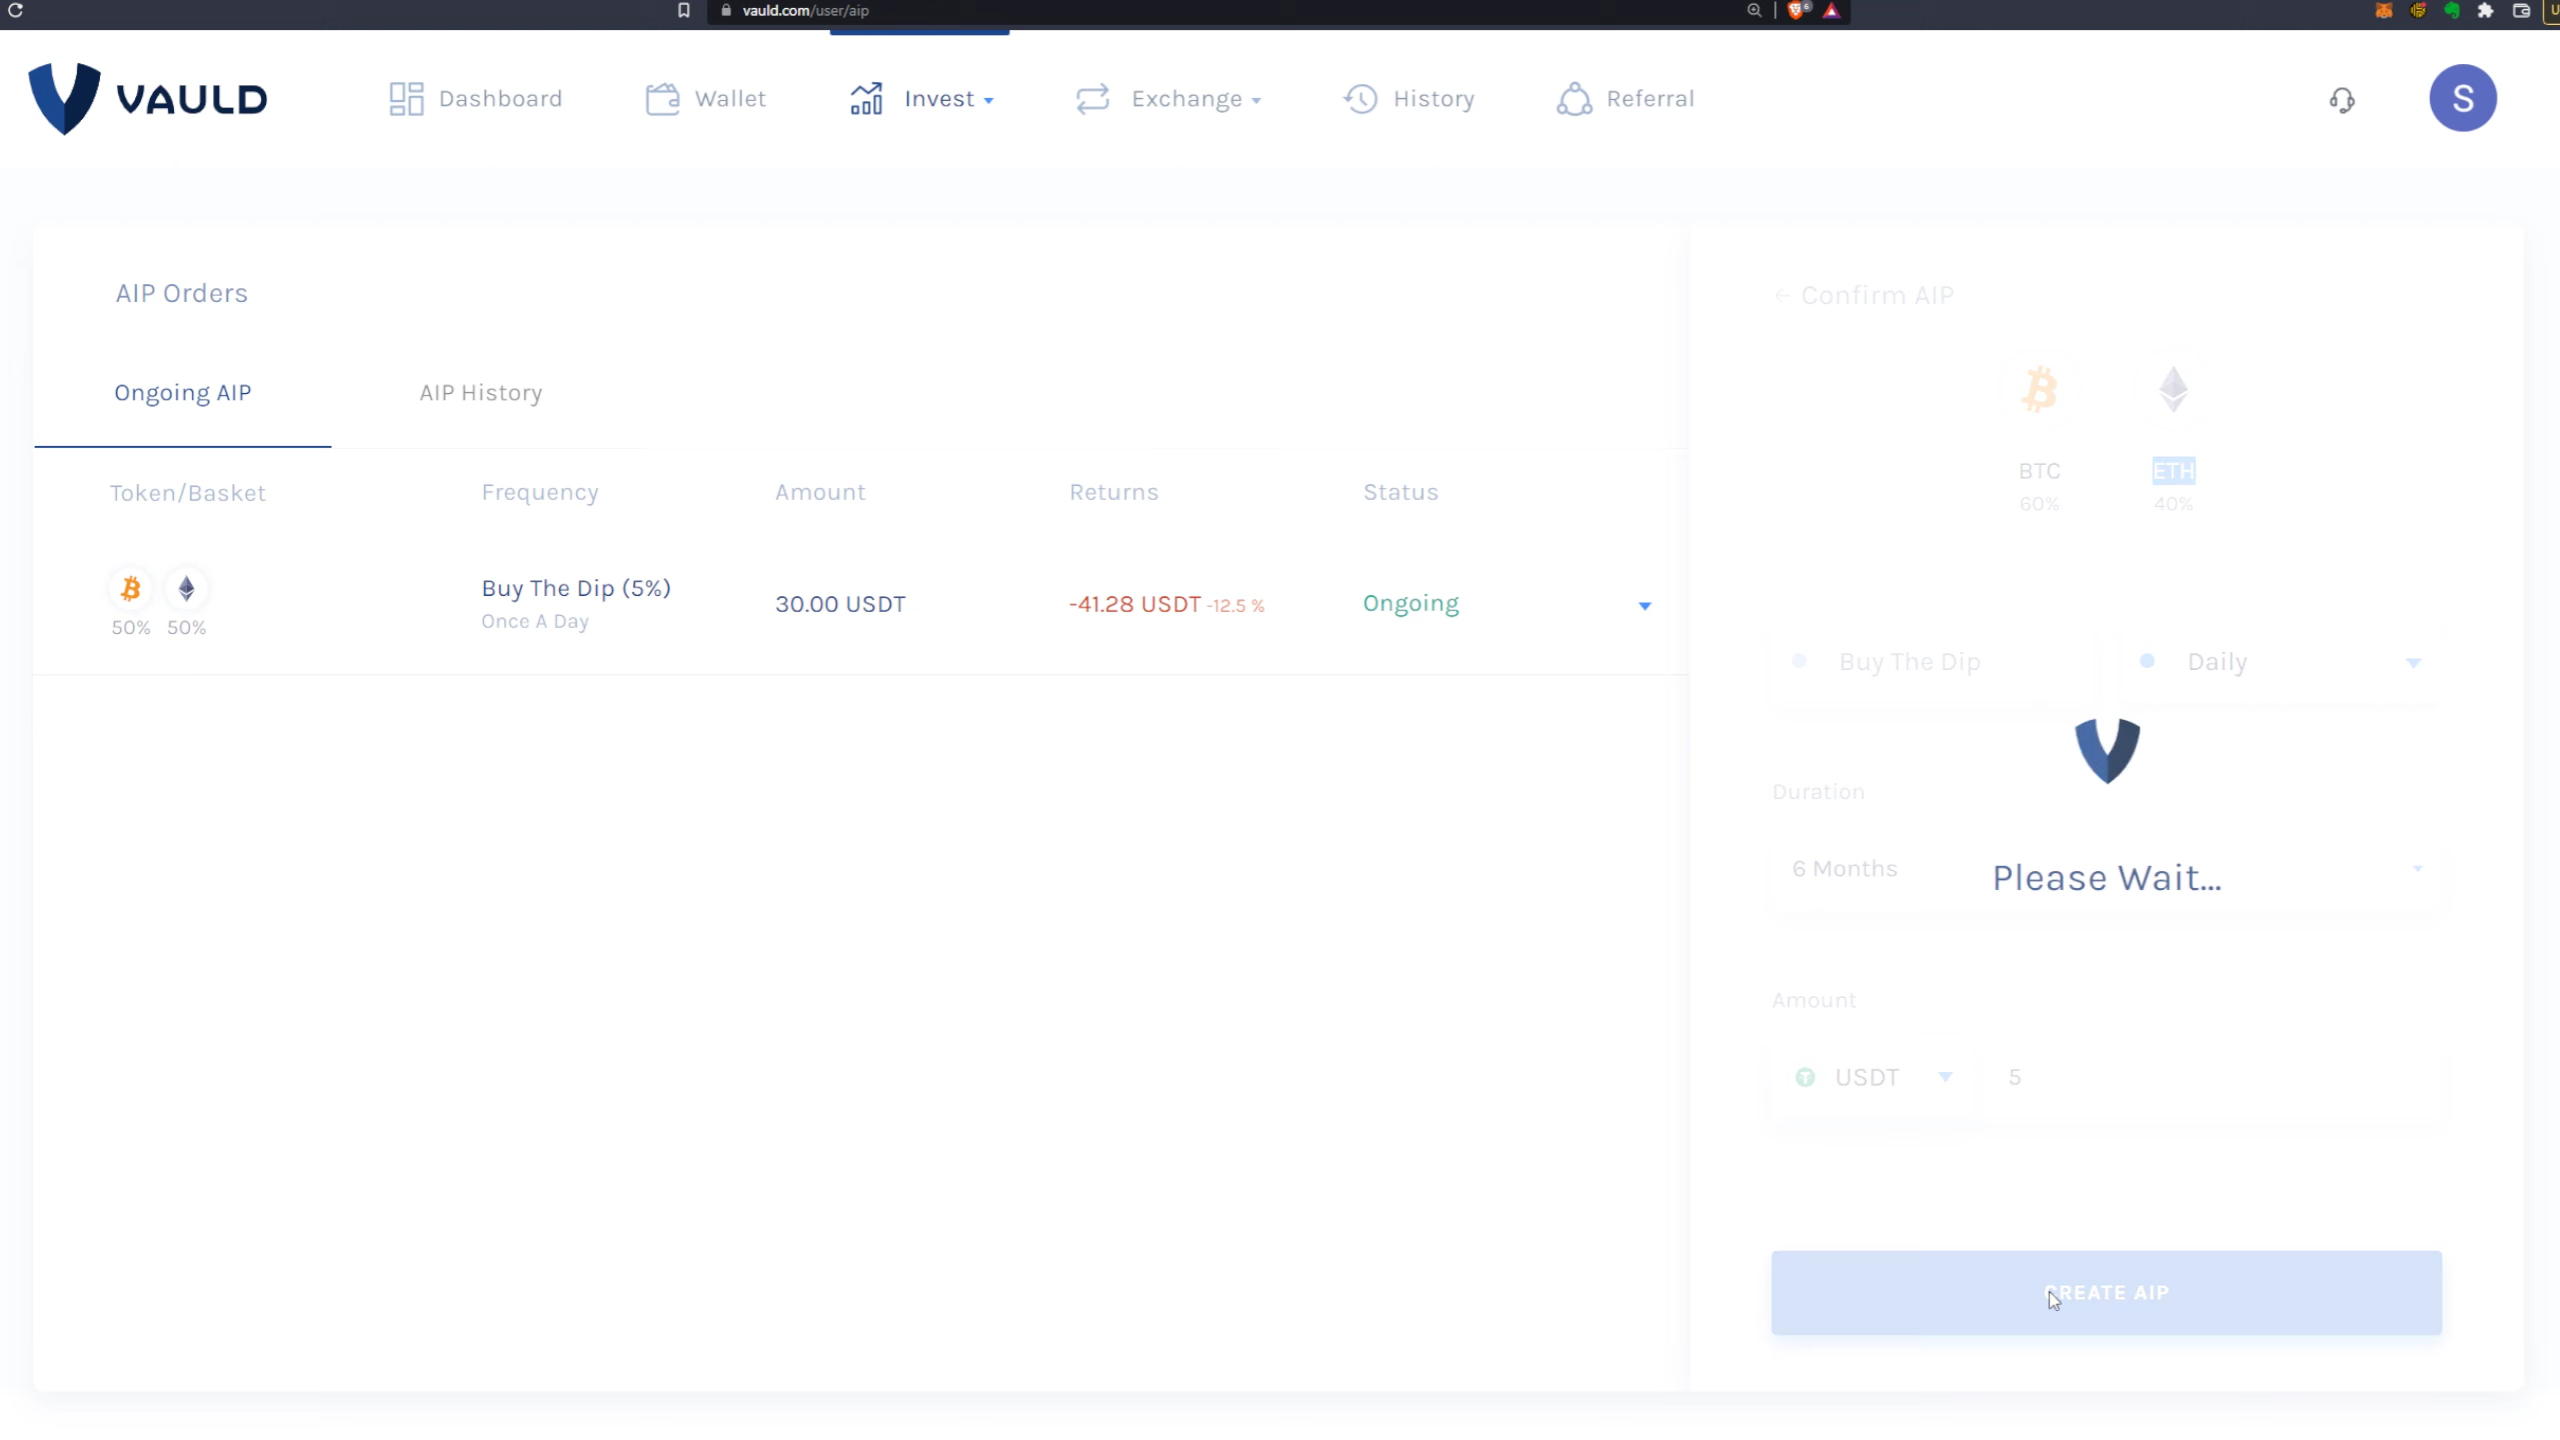 vauld.com/user/aip
6
U
VAULD
Dashboard
Wallet
Invest
Exchange
History
Referral
S
AIP Orders
Ongoing AIP
AIP History
Token/Basket
Frequency
Amount
Returns
Status
50% 50%
Buy The Dip (5%)
Once A Day
30.00 USDT
-41.28 USDT -12.5 %
Ongoing
← Confirm AIP
BTC
60%
ETH
40%
Buy The Dip
Daily
Duration
6 Months
Please Wait...
Amount
USDT
5
CREATE AIP